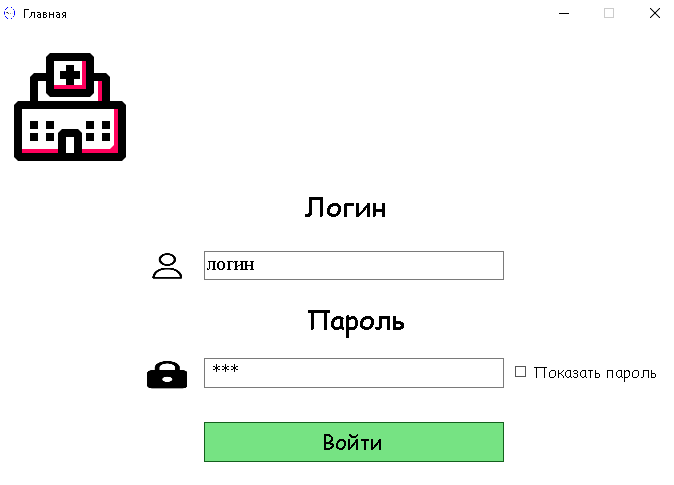 Главная
Логин
логин
Пароль
***
Показать пароль
Войти